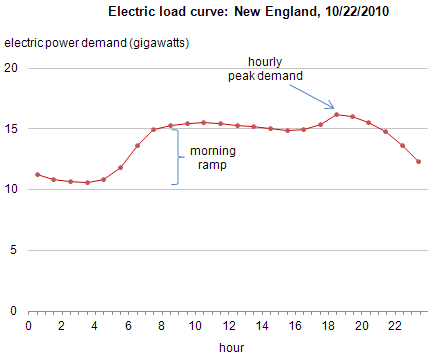 Electric load curve: New England, 10/22/2010
electric power demand (gigawatts)
hourly
peak demand
morning
ramp
20
15
10
5
0
0 2 4 6 8 10 12 14 16 18 20 22
hour